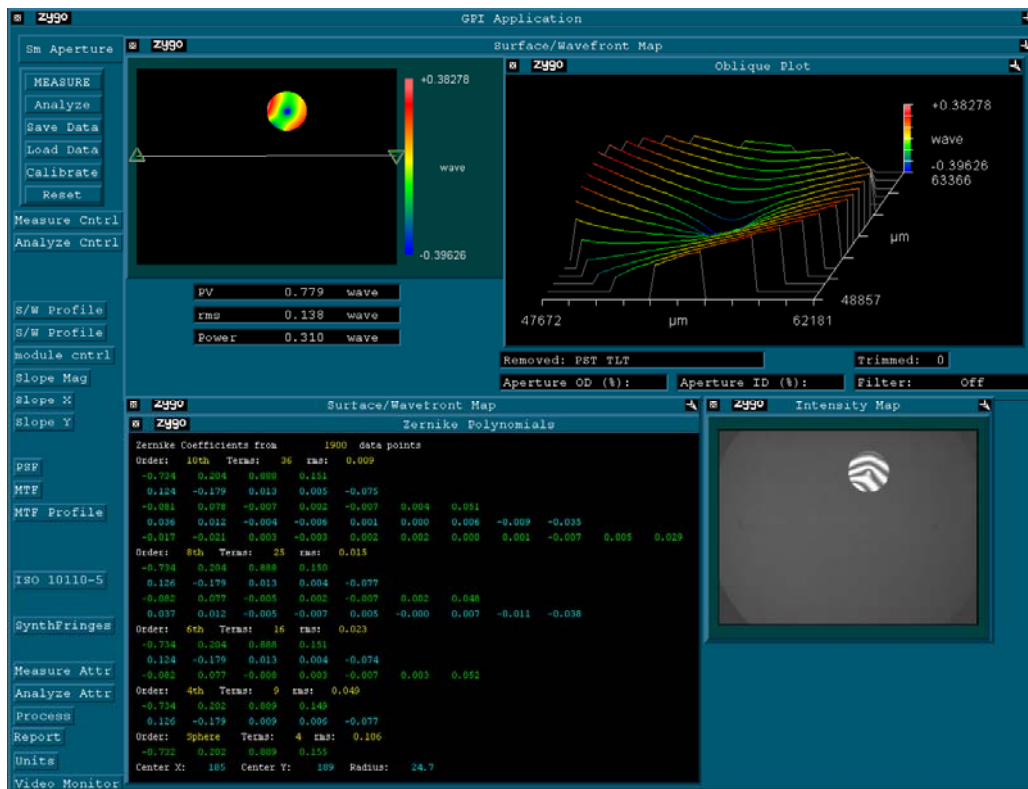 zygo GPI Application
Sm Aperture
MEASURE
Analyze
Save Data
Load Data
Calibrate
Reset
Measure Cntrl
Analyze Cntrl
S/W Profile
S/W Profile
module cntrl
Slope Mag
Slope X
Slope Y
PSF
MTF
MTF Profile
ISO 10110-5
SynthFringes
Measure Attr
Analyze Attr
Process
Report
Units
Video Monitor
zygo Surface/Wavefront Map
+0.38278
wave
-0.39626
PV 0.779 wave
rms 0.138 wave
Power 0.310 wave
zygo Oblique Plot
+0.38278
wave
-0.39626
63366
µm
48857
47672 µm 62181
Removed: PST TLT Trimmed: 0
Aperture OD (%): Aperture ID (%): Filter: Off
zygo Surface/Wavefront Map
zygo Zernike Polynomials
Zernike Coefficients from 1900 data points
Order: 10th Terms: 36 rms: 0.009
-0.734 0.204 0.888 0.151
0.124 -0.179 0.013 0.005 -0.075
-0.081 0.078 -0.007 0.002 -0.007 0.004 0.051
0.036 0.012 -0.004 -0.006 0.001 0.000 0.006 -0.009 -0.035
-0.017 -0.021 0.003 -0.003 0.002 0.002 0.000 0.001 -0.007 0.005 0.029
Order: 8th Terms: 25 rms: 0.015
-0.734 0.204 0.888 0.150
0.126 -0.179 0.013 0.004 -0.077
-0.082 0.077 -0.005 0.002 -0.007 0.002 0.048
0.037 0.012 -0.005 -0.007 0.005 -0.000 0.007 -0.011 -0.038
Order: 6th Terms: 16 rms: 0.023
-0.734 0.204 0.888 0.151
0.124 -0.179 0.013 0.004 -0.074
-0.082 0.077 -0.008 0.003 -0.007 0.003 0.052
Order: 4th Terms: 9 rms: 0.049
-0.734 0.202 0.889 0.149
0.126 -0.179 0.009 0.006 -0.077
Order: Sphere Terms: 4 rms: 0.106
-0.732 0.202 0.889 0.155
Center X: 185 Center Y: 189 Radius: 24.7
zygo Intensity Map